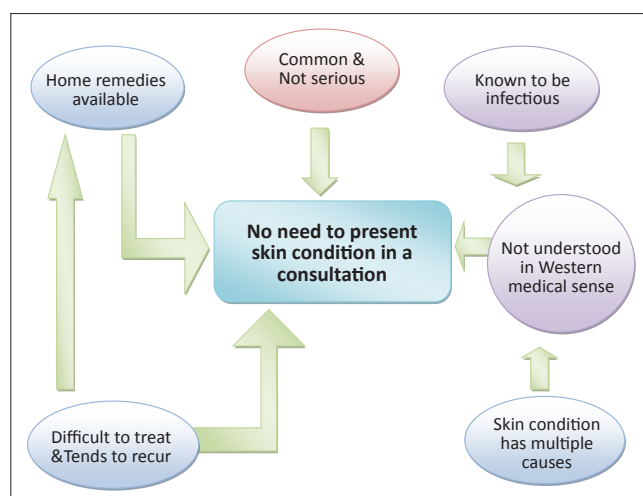 Home remedies
available
Common &
Not serious
Known to be
infectious
No need to present
skin condition in a
consultation
Not understood
in Western
medical sense
Difficult to treat
&Tends to recur
Skin condition
has multiple
causes